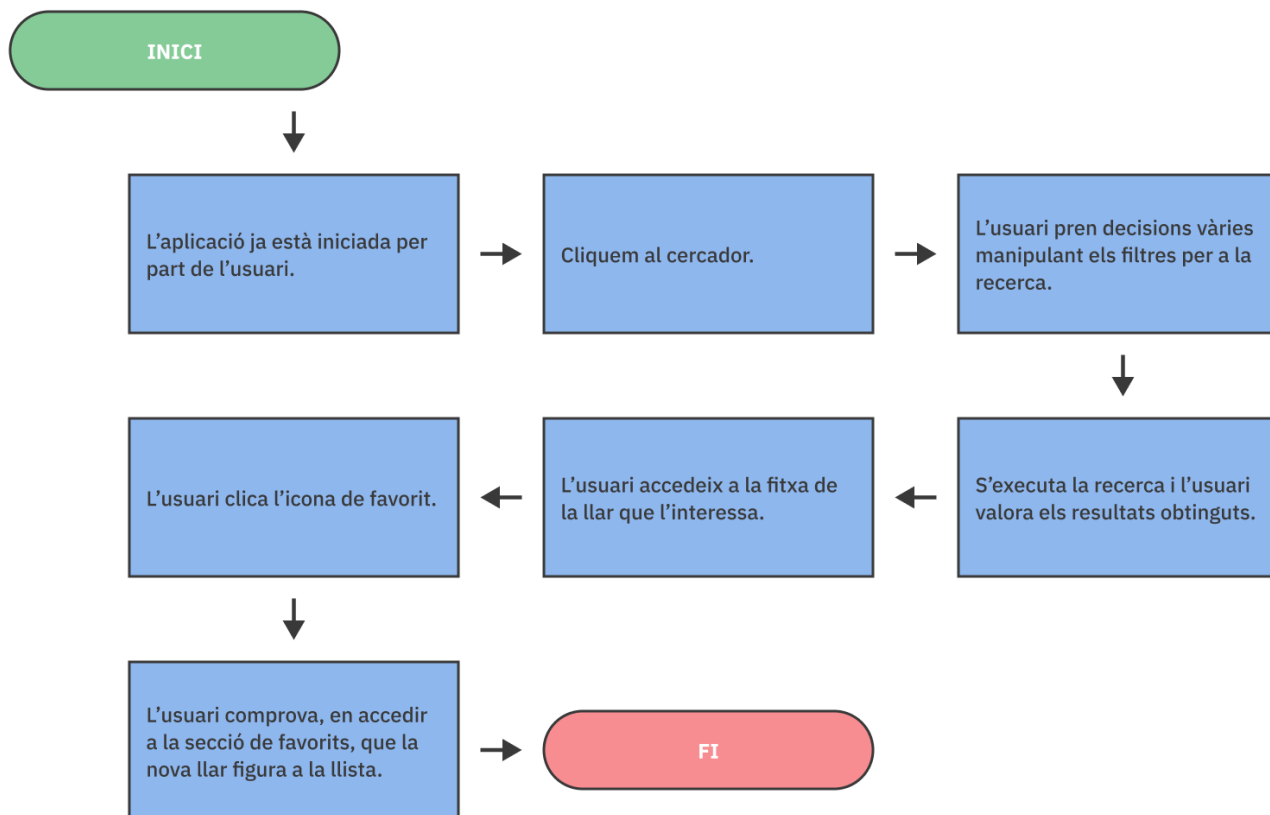 INICI
L’aplicació ja està iniciada per
part de l’usuari.
Cliquem al cercador.
L’usuari pren decisions vàries
manipulant els filtres per a la
recerca.
S’executa la recerca i l’usuari
valora els resultats obtinguts.
L’usuari accedeix a la fitxa de
la llar que l’interessa.
L’usuari clica l’icona de favorit.
L’usuari comprova, en accedir
a la secció de favorits, que la
nova llar figura a la llista.
FI